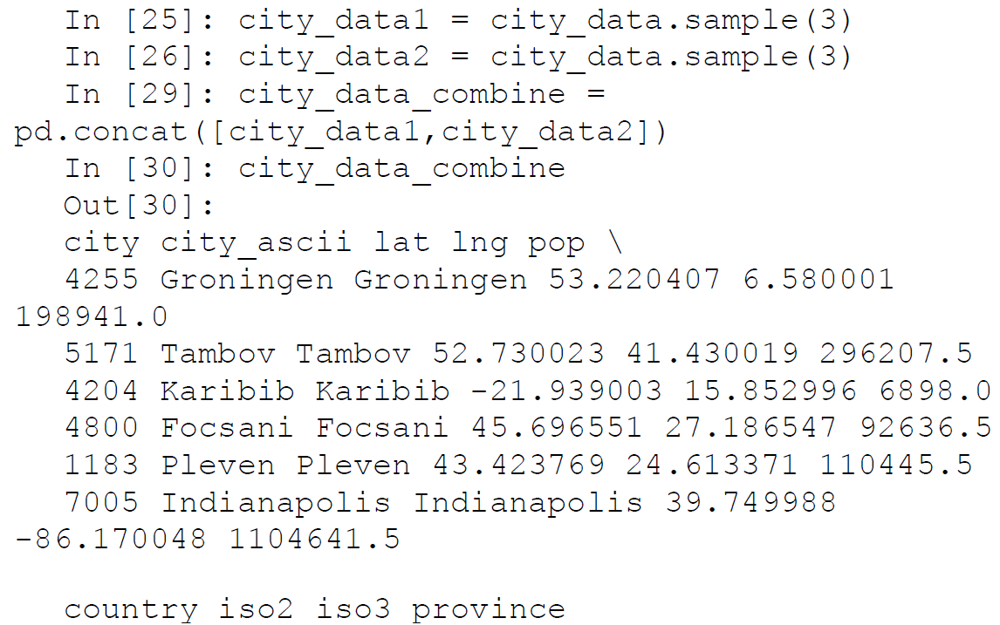 In [25]: city_data1 = city_data.sample(3)
In [26]: city_data2 = city_data.sample(3)
In [29]: city_data_combine =
pd.concat([city_data1,city_data2])
In [30]: city_data_combine
Out[30]:
city city_ascii lat lng pop \
4255 Groningen Groningen 53.220407 6.580001
198941.0
5171 Tambov Tambov 52.730023 41.430019 296207.5
4204 Karibib Karibib -21.939003 15.852996 6898.0
4800 Focsani Focsani 45.696551 27.186547 92636.5
1183 Pleven Pleven 43.423769 24.613371 110445.5
7005 Indianapolis Indianapolis 39.749988
-86.170048 1104641.5
country iso2 iso3 province